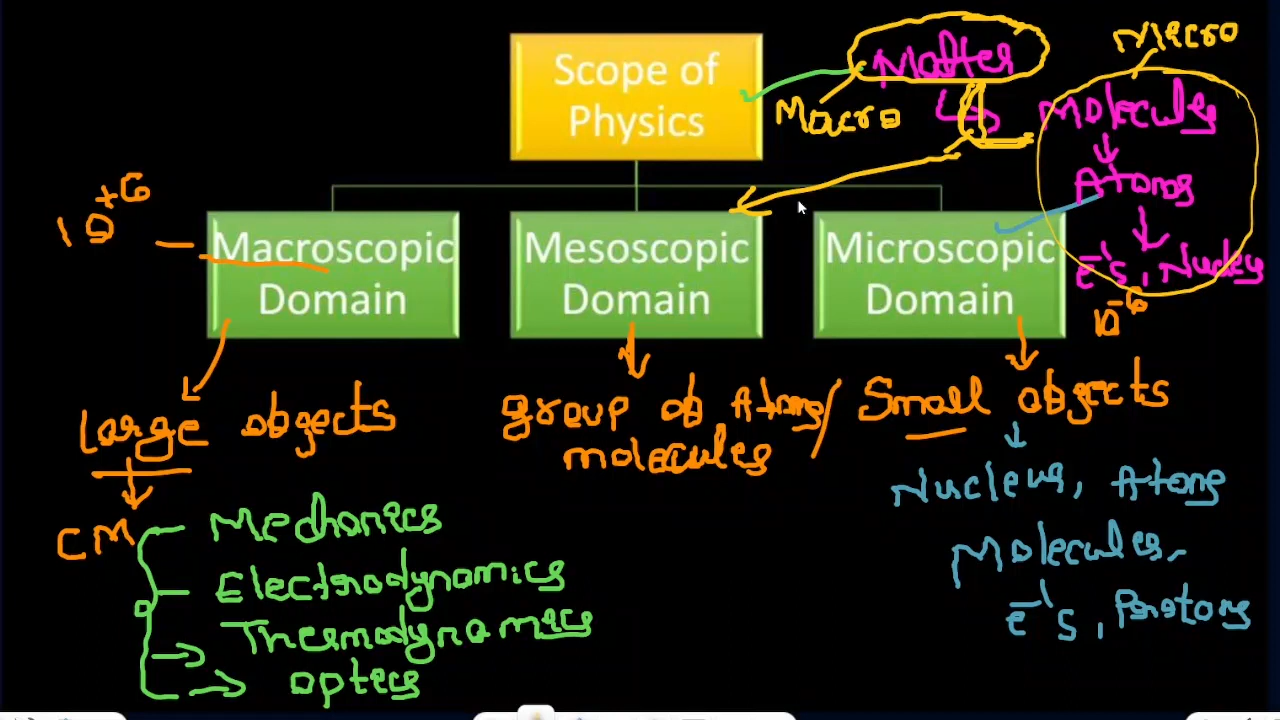 Scope of
Physics
Matter
Macro
Micro
Molecules
Atoms
e⁻'s, Nuclei
10⁻⁶
10⁺⁶
Macroscopic
Domain
Mesoscopic
Domain
Microscopic
Domain
large objects
CM
Mechanics
Electrodynamics
Thermodynamics
optics
group of Atoms/
molecules
Small objects
Nucleus, Atoms
Molecules,
e⁻'s, Protons